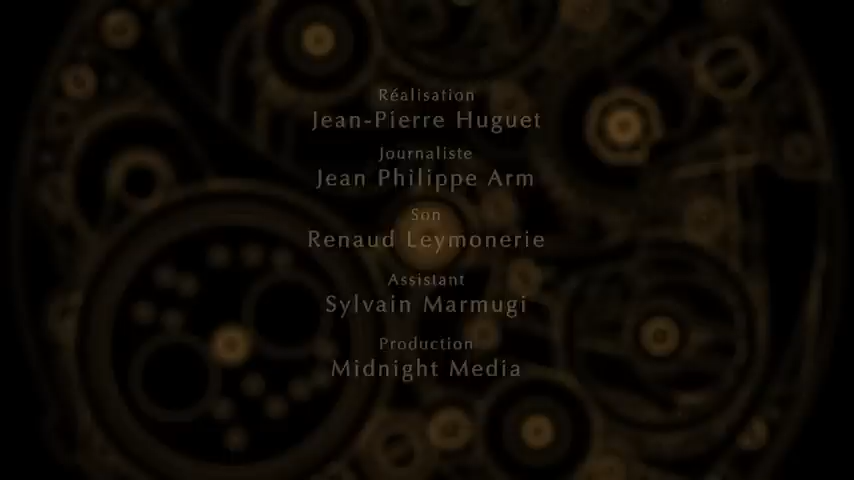 Réalisation
Jean-Pierre Huguet
Journaliste
Jean Philippe Arm
Son
Renaud Leymonerie
Assistant
Sylvain Marmugi
Production
Midnight Media